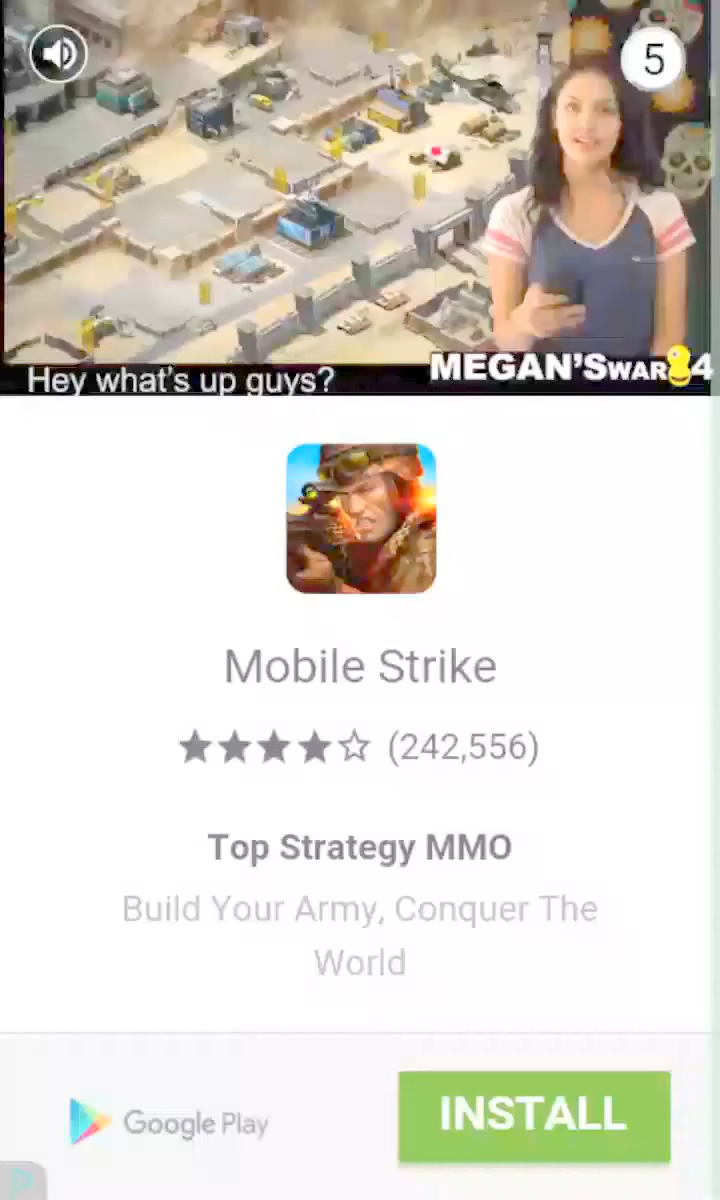 5
Hey what's up guys?
MEGAN'SWAR84
Mobile Strike
(242,556)
Top Strategy MMO
Build Your Army, Conquer The
World
Google Play
INSTALL